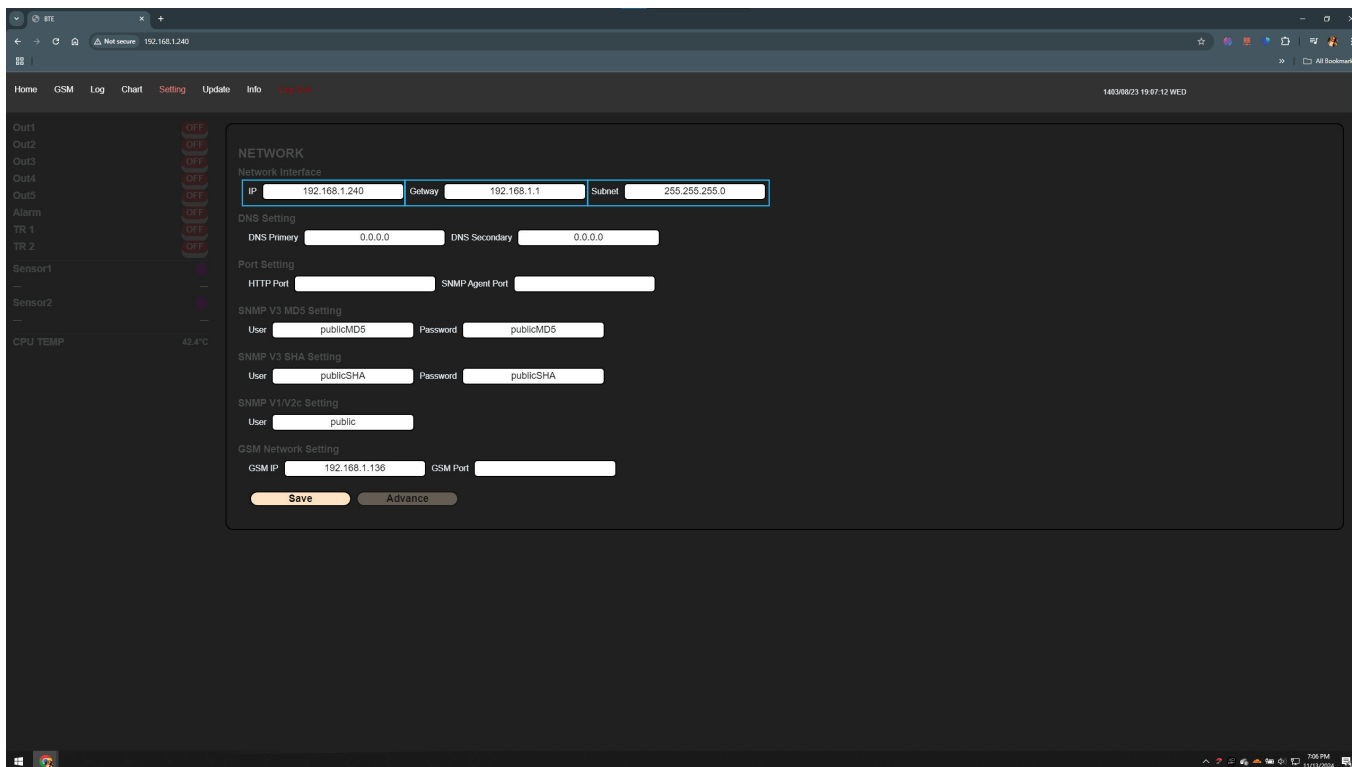 BTE
Not secure 192.168.1.240
All Bookmark
Home GSM Log Chart Setting Update Info Log Out
1403/08/23 19:07:12 WED
Out1 OFF
Out2 OFF
Out3 OFF
Out4 OFF
Out5 OFF
Alarm OFF
TR 1 OFF
TR 2 OFF
Sensor1
— —
Sensor2
— —
CPU TEMP 42.4°C
NETWORK
Network Interface
IP 192.168.1.240 Getway 192.168.1.1 Subnet 255.255.255.0
DNS Setting
DNS Primery 0.0.0.0 DNS Secondary 0.0.0.0
Port Setting
HTTP Port SNMP Agent Port
SNMP V3 MD5 Setting
User publicMD5 Password publicMD5
SNMP V3 SHA Setting
User publicSHA Password publicSHA
SNMP V1/V2c Setting
User public
GSM Network Setting
GSM IP 192.168.1.136 GSM Port
Save Advance
7:06 PM
11/13/2024